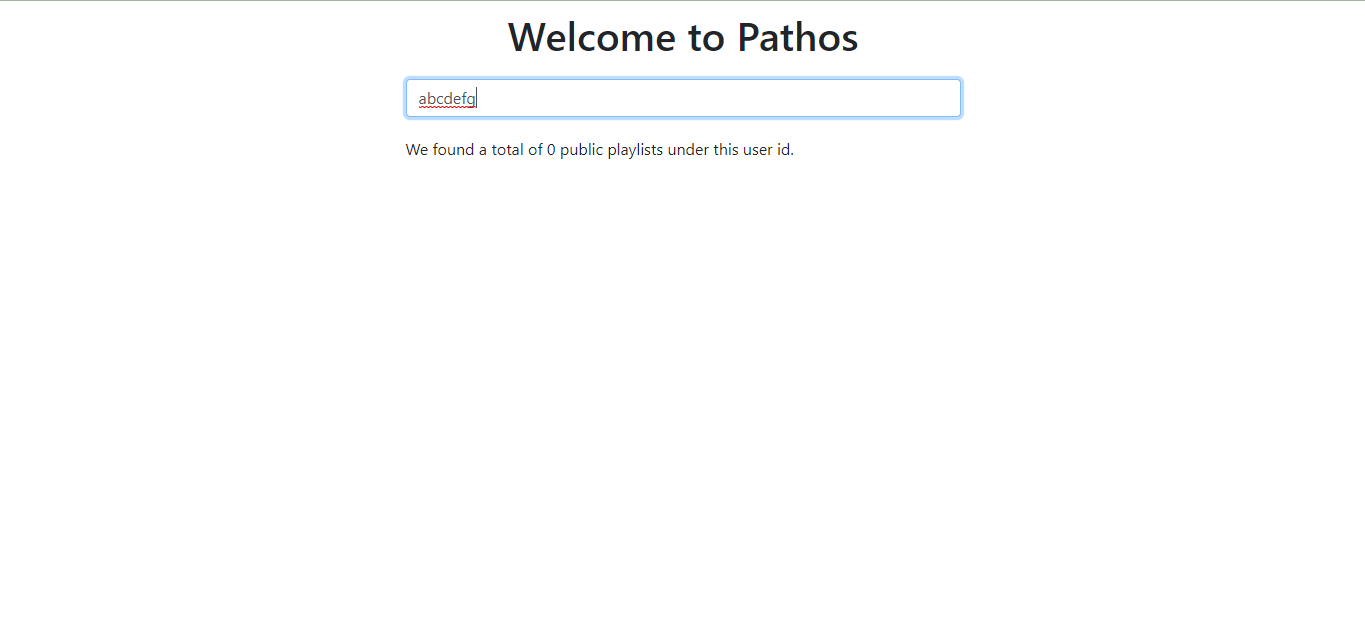 Welcome to Pathos
abcdefg
We found a total of 0 public playlists under this user id.